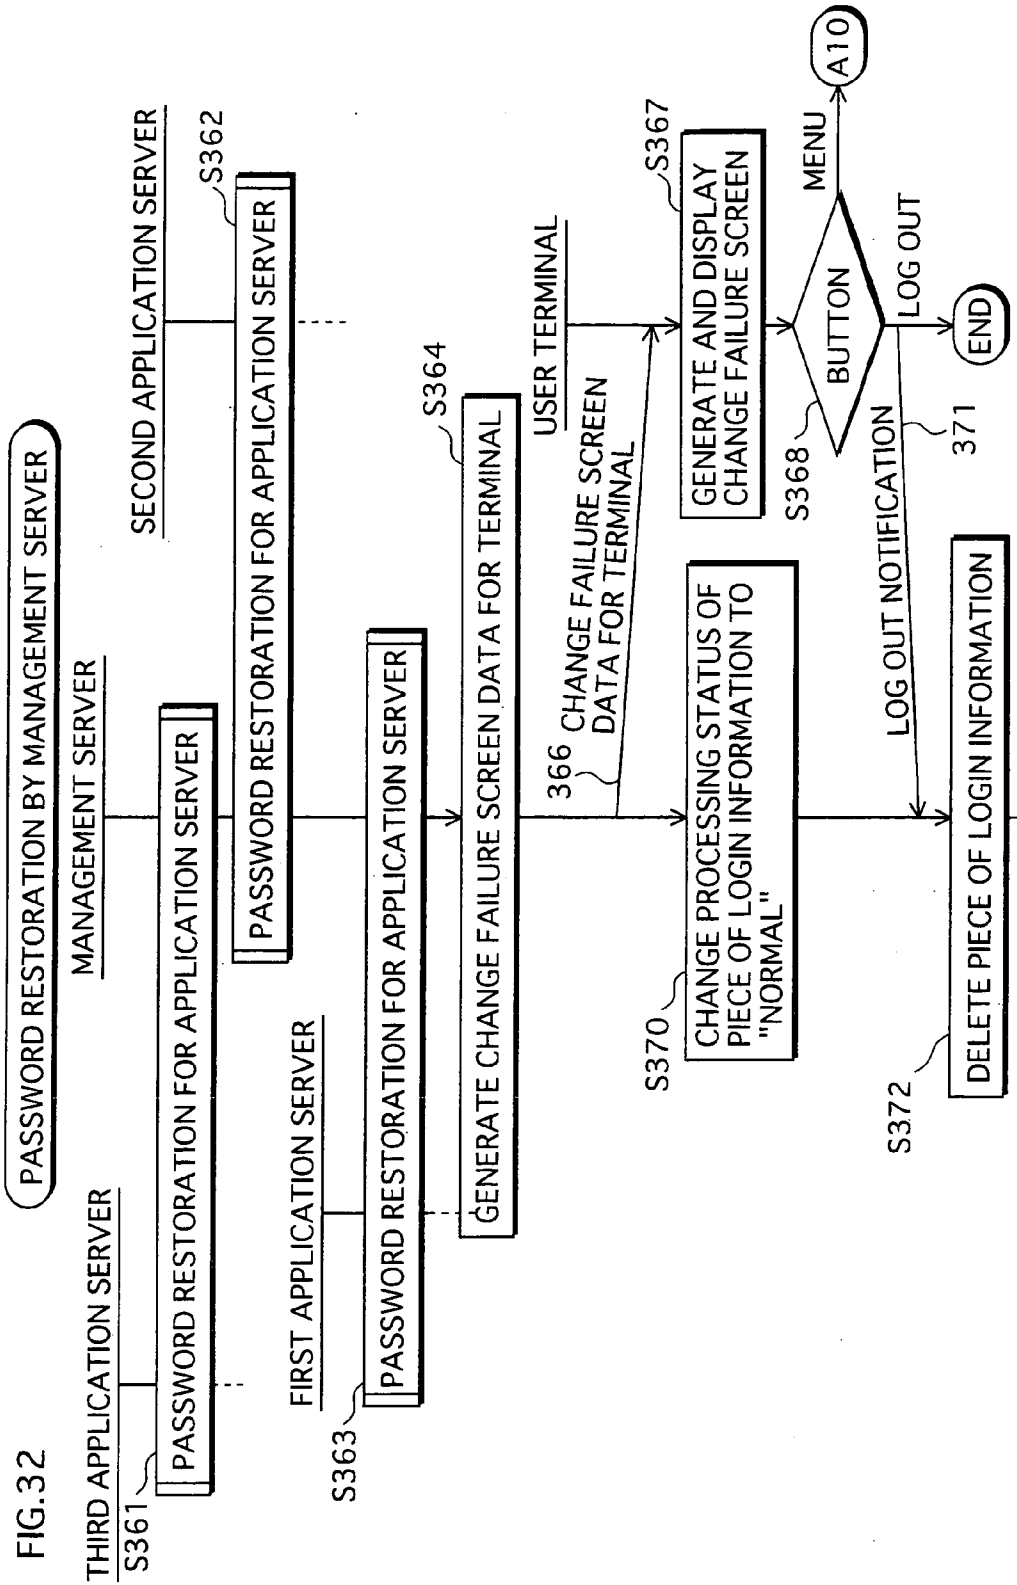 FIG.32
PASSWORD RESTORATION BY MANAGEMENT SERVER
THIRD APPLICATION SERVER
MANAGEMENT SERVER
SECOND APPLICATION SERVER
S361
PASSWORD RESTORATION FOR APPLICATION SERVER
S362
PASSWORD RESTORATION FOR APPLICATION SERVER
FIRST APPLICATION SERVER
S363
PASSWORD RESTORATION FOR APPLICATION SERVER
S364
GENERATE CHANGE FAILURE SCREEN DATA FOR TERMINAL
USER TERMINAL
366
CHANGE FAILURE SCREEN
DATA FOR TERMINAL
S367
GENERATE AND DISPLAY
CHANGE FAILURE SCREEN
S370
CHANGE PROCESSING STATUS OF
PIECE OF LOGIN INFORMATION TO
"NORMAL"
S368
BUTTON
MENU
A10
LOG OUT NOTIFICATION
371
LOG OUT
END
S372
DELETE PIECE OF LOGIN INFORMATION